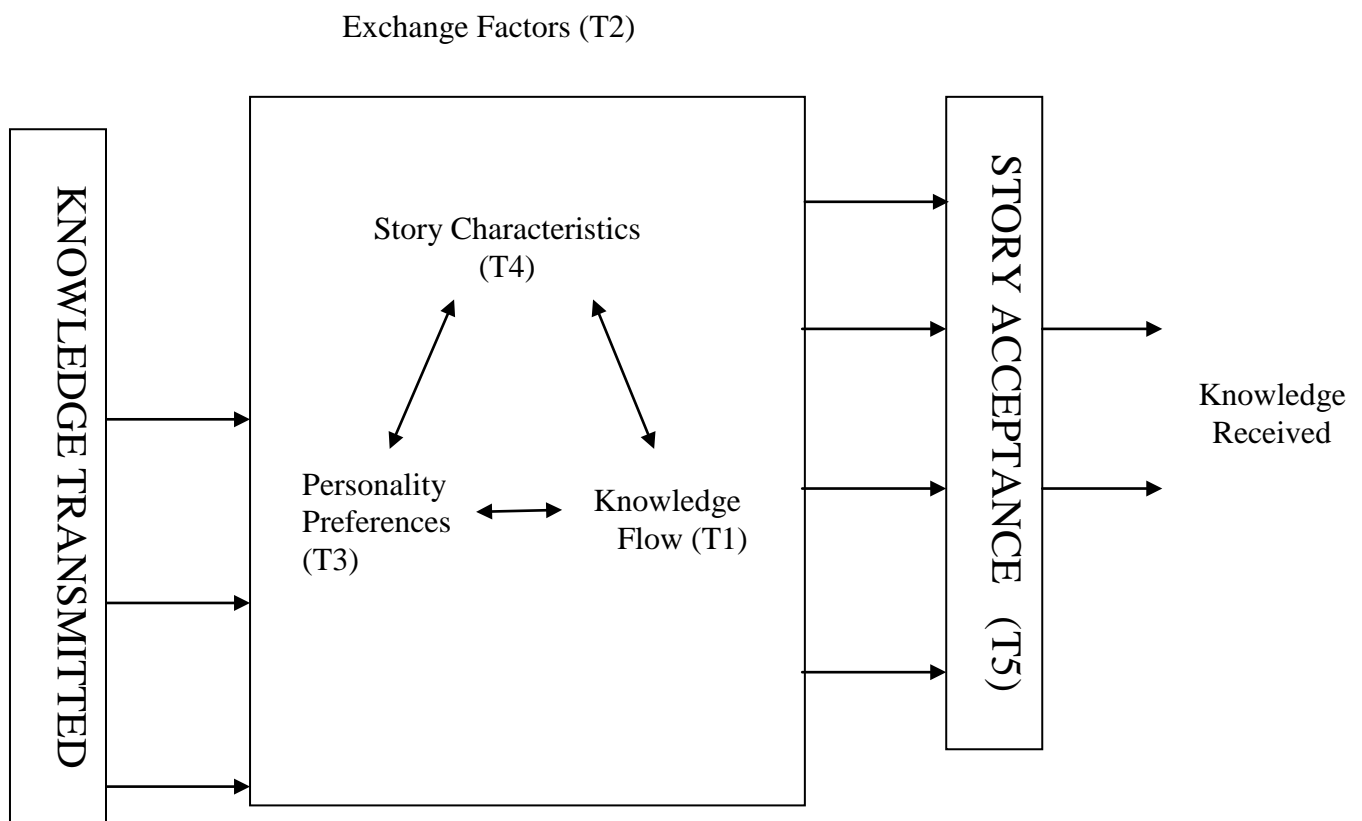 Exchange Factors (T2)
KNOWLEDGE TRANSMITTED
Story Characteristics
(T4)
Personality
Preferences
(T3)
Knowledge
Flow (T1)
STORY ACCEPTANCE (T5)
Knowledge
Received